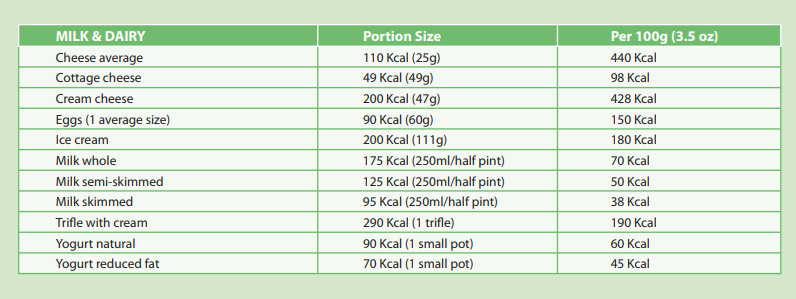 MILK & DAIRY Portion Size Per 100g (3.5 oz)
Cheese average 110 Kcal (25g) 440 Kcal
Cottage cheese 49 Kcal (49g) 98 Kcal
Cream cheese 200 Kcal (47g) 428 Kcal
Eggs (1 average size) 90 Kcal (60g) 150 Kcal
Ice cream 200 Kcal (111g) 180 Kcal
Milk whole 175 Kcal (250ml/half pint) 70 Kcal
Milk semi-skimmed 125 Kcal (250ml/half pint) 50 Kcal
Milk skimmed 95 Kcal (250ml/half pint) 38 Kcal
Trifle with cream 290 Kcal (1 trifle) 190 Kcal
Yogurt natural 90 Kcal (1 small pot) 60 Kcal
Yogurt reduced fat 70 Kcal (1 small pot) 45 Kcal